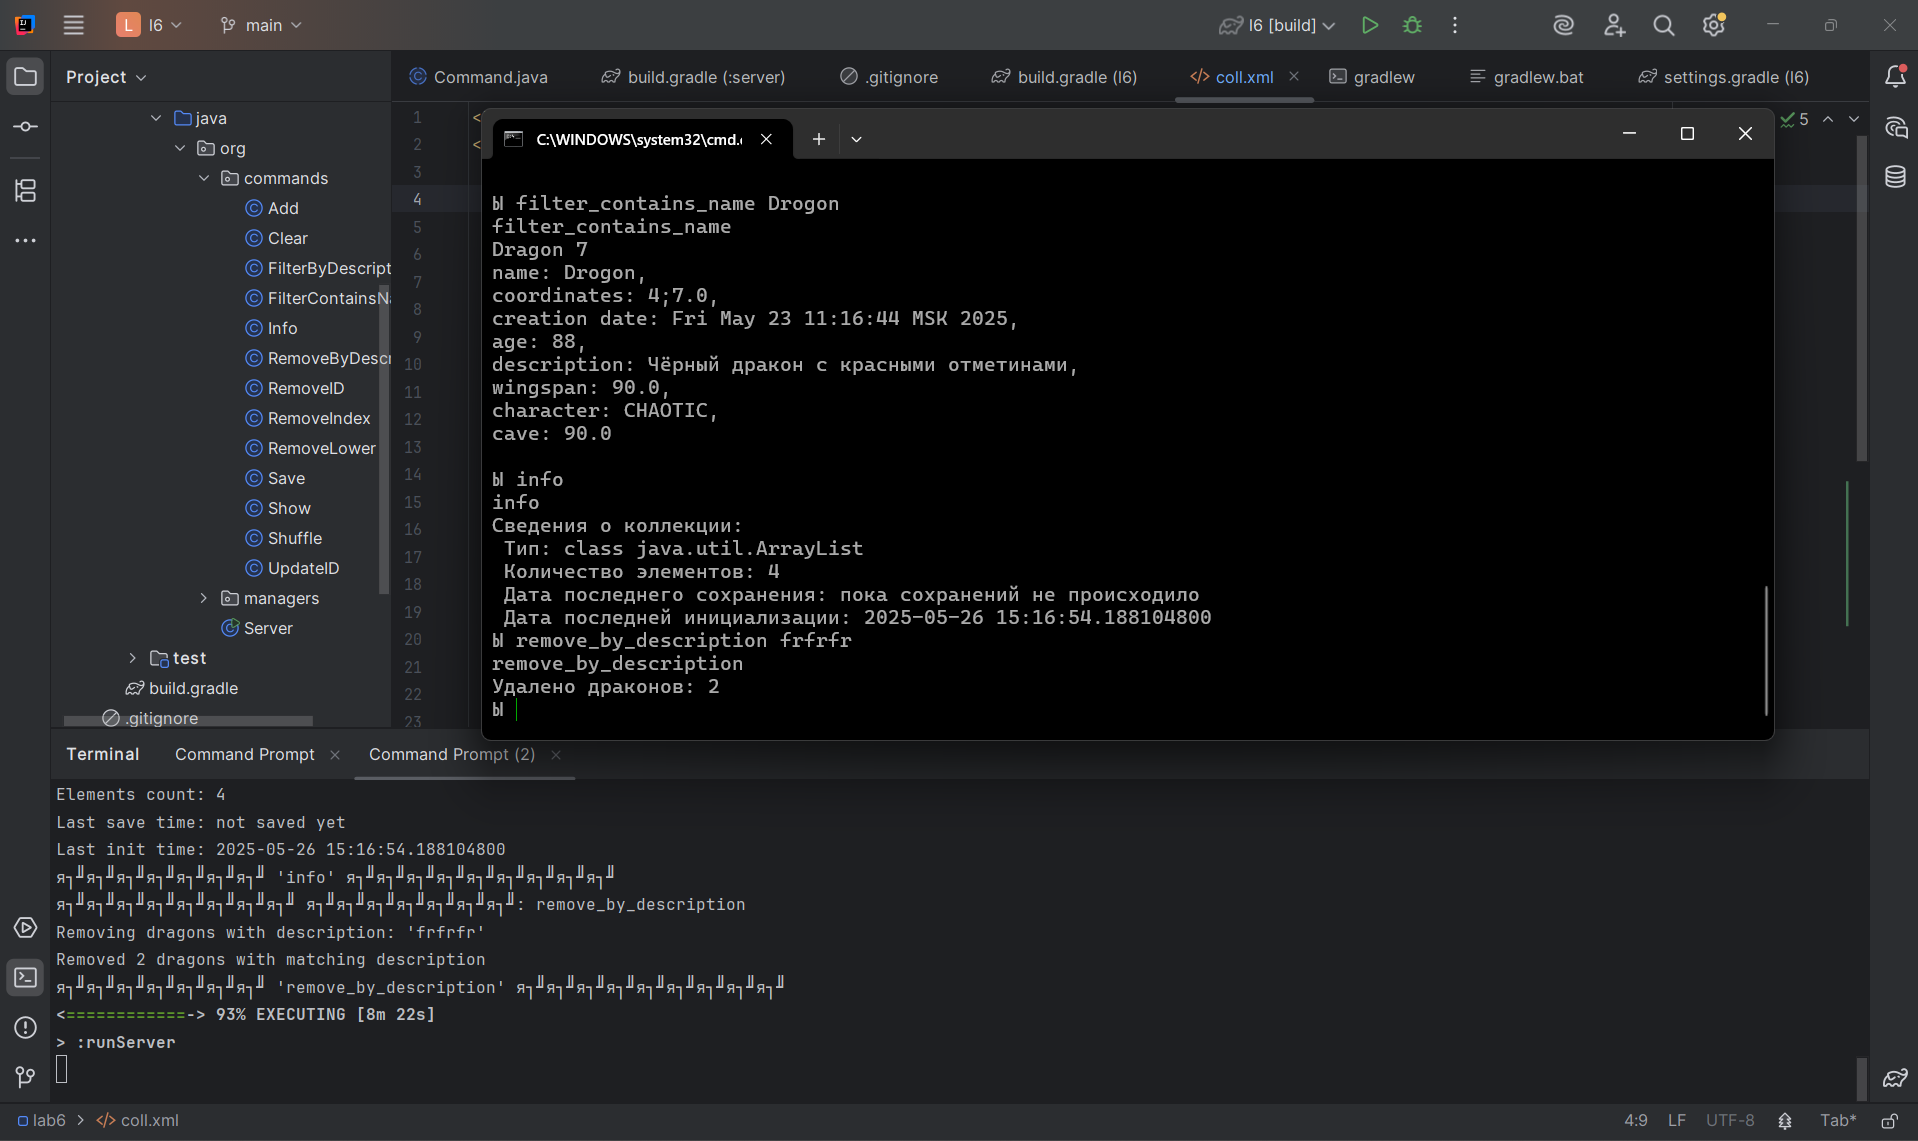 L l6 main l6 [build]
Project
Command.java build.gradle (:server) .gitignore build.gradle (l6) coll.xml gradlew gradlew.bat settings.gradle (l6)
java
org
commands
Add
Clear
FilterByDescript
FilterContainsNa
Info
RemoveByDescr
RemoveID
RemoveIndex
RemoveLower
Save
Show
Shuffle
UpdateID
managers
Server
test
build.gradle
.gitignore
1
2
3
4
5
6
7
8
9
10
11
12
13
14
15
16
17
18
19
20
21
22
23
<
<
5
C:\WINDOWS\system32\cmd.
Ы filter_contains_name Drogon
filter_contains_name
Dragon 7
name: Drogon,
coordinates: 4;7.0,
creation date: Fri May 23 11:16:44 MSK 2025,
age: 88,
description: Чёрный дракон с красными отметинами,
wingspan: 90.0,
character: CHAOTIC,
cave: 90.0
Ы info
info
Сведения о коллекции:
Тип: class java.util.ArrayList
Количество элементов: 4
Дата последнего сохранения: пока сохранений не происходило
Дата последней инициализации: 2025-05-26 15:16:54.188104800
Ы remove_by_description frfrfr
remove_by_description
Удалено драконов: 2
Ы
Terminal Command Prompt Command Prompt (2)
Elements count: 4
Last save time: not saved yet
Last init time: 2025-05-26 15:16:54.188104800
я┐╜я┐╜я┐╜я┐╜я┐╜я┐╜я┐╜ 'info' я┐╜я┐╜я┐╜я┐╜я┐╜я┐╜я┐╜я┐╜я┐╜
я┐╜я┐╜я┐╜я┐╜я┐╜я┐╜я┐╜я┐╜ я┐╜я┐╜я┐╜я┐╜я┐╜я┐╜я┐╜: remove_by_description
Removing dragons with description: 'frfrfr'
Removed 2 dragons with matching description
я┐╜я┐╜я┐╜я┐╜я┐╜я┐╜я┐╜ 'remove_by_description' я┐╜я┐╜я┐╜я┐╜я┐╜я┐╜я┐╜я┐╜я┐╜
<============-> 93% EXECUTING [8m 22s]
> :runServer
lab6 > coll.xml
4:9 LF UTF-8 Tab*